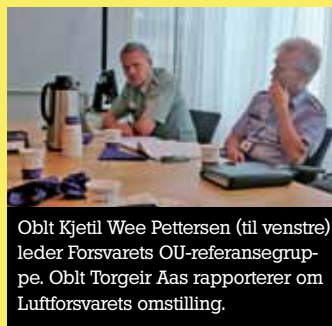 Oblt Kjetil Wee Pettersen (til venstre)
leder Forsvarets OU-referansegrup-
pe. Oblt Torgeir Aas rapporterer om
Luftforsvarets omstilling.